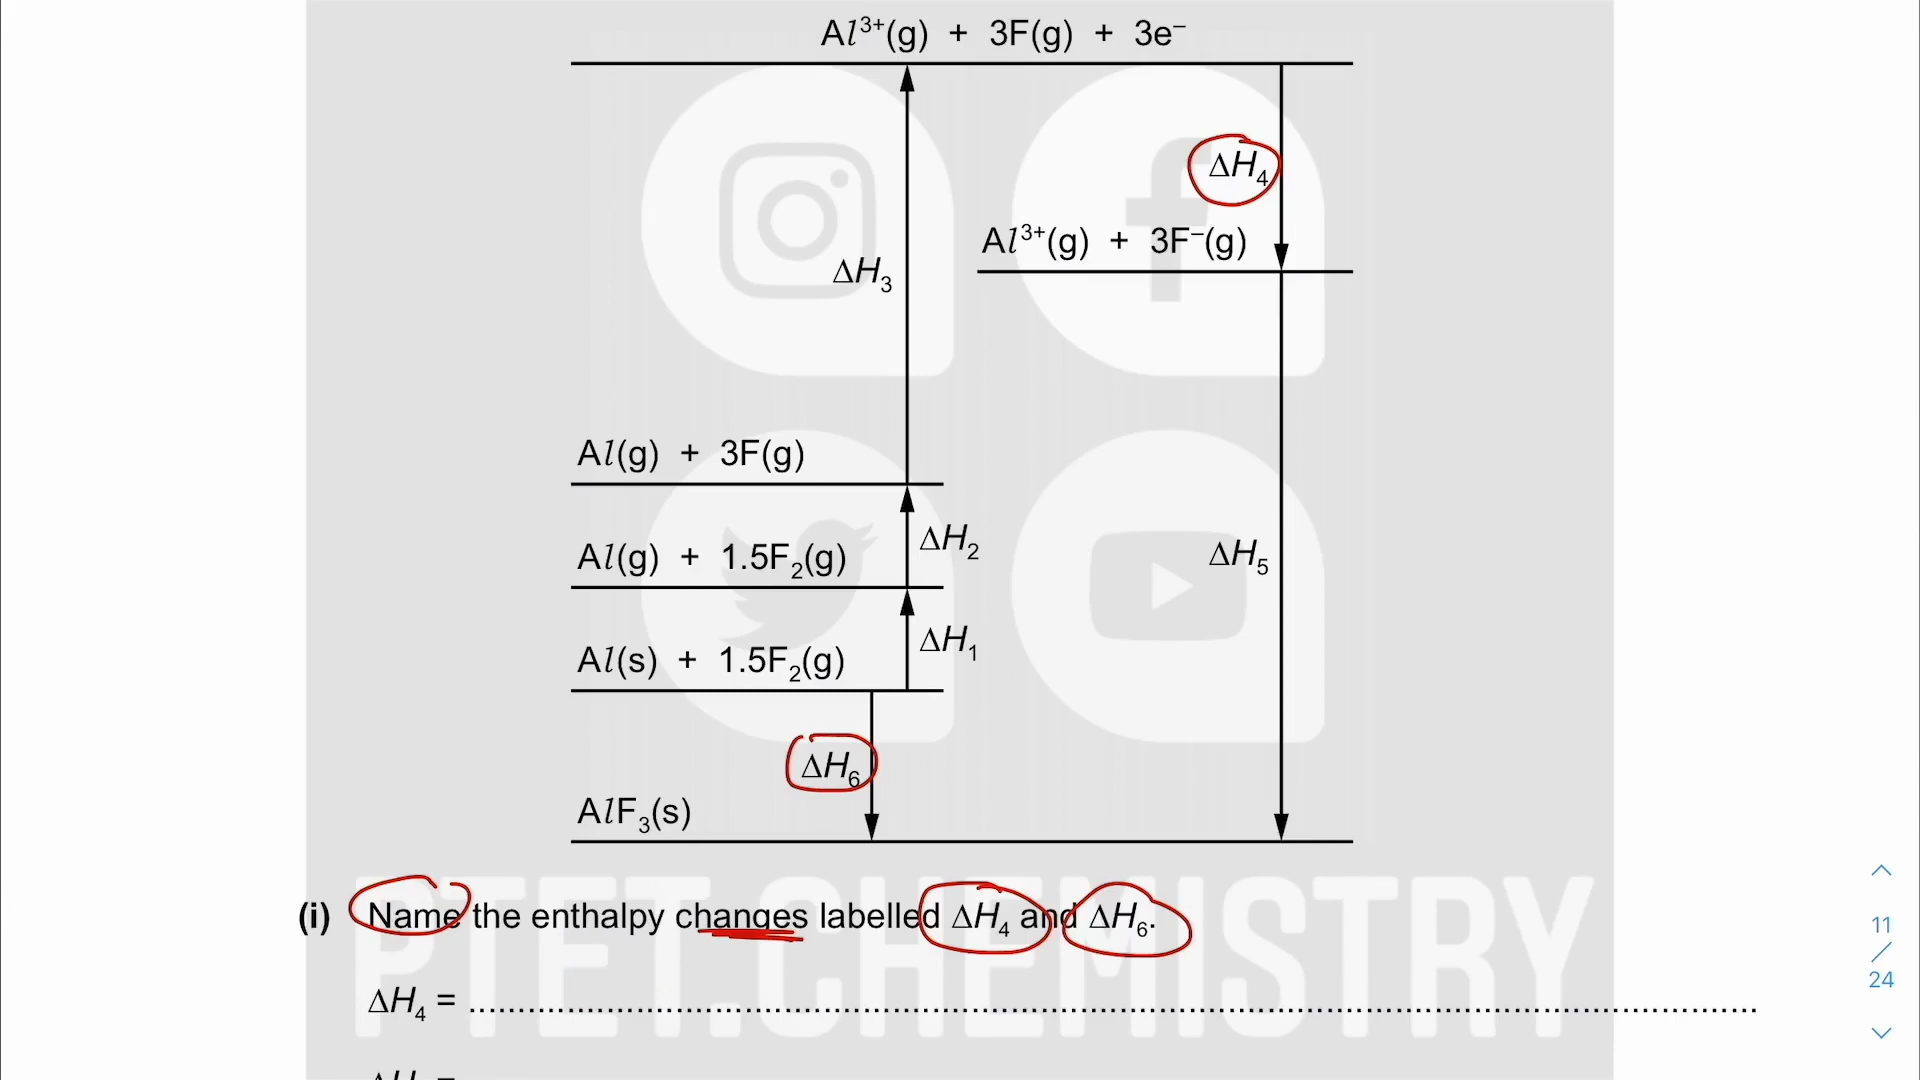 Al³⁺(g) + 3F(g) + 3e⁻
ΔH₄
Al³⁺(g) + 3F⁻(g)
ΔH₃
Al(g) + 3F(g)
ΔH₂
Al(g) + 1.5F₂(g)
ΔH₅
ΔH₁
Al(s) + 1.5F₂(g)
ΔH₆
AlF₃(s)
(i) Name the enthalpy changes labelled ΔH₄ and ΔH₆.
ΔH₄ = ..........................................................................................
PTET.CHEMISTRY
11
/
24